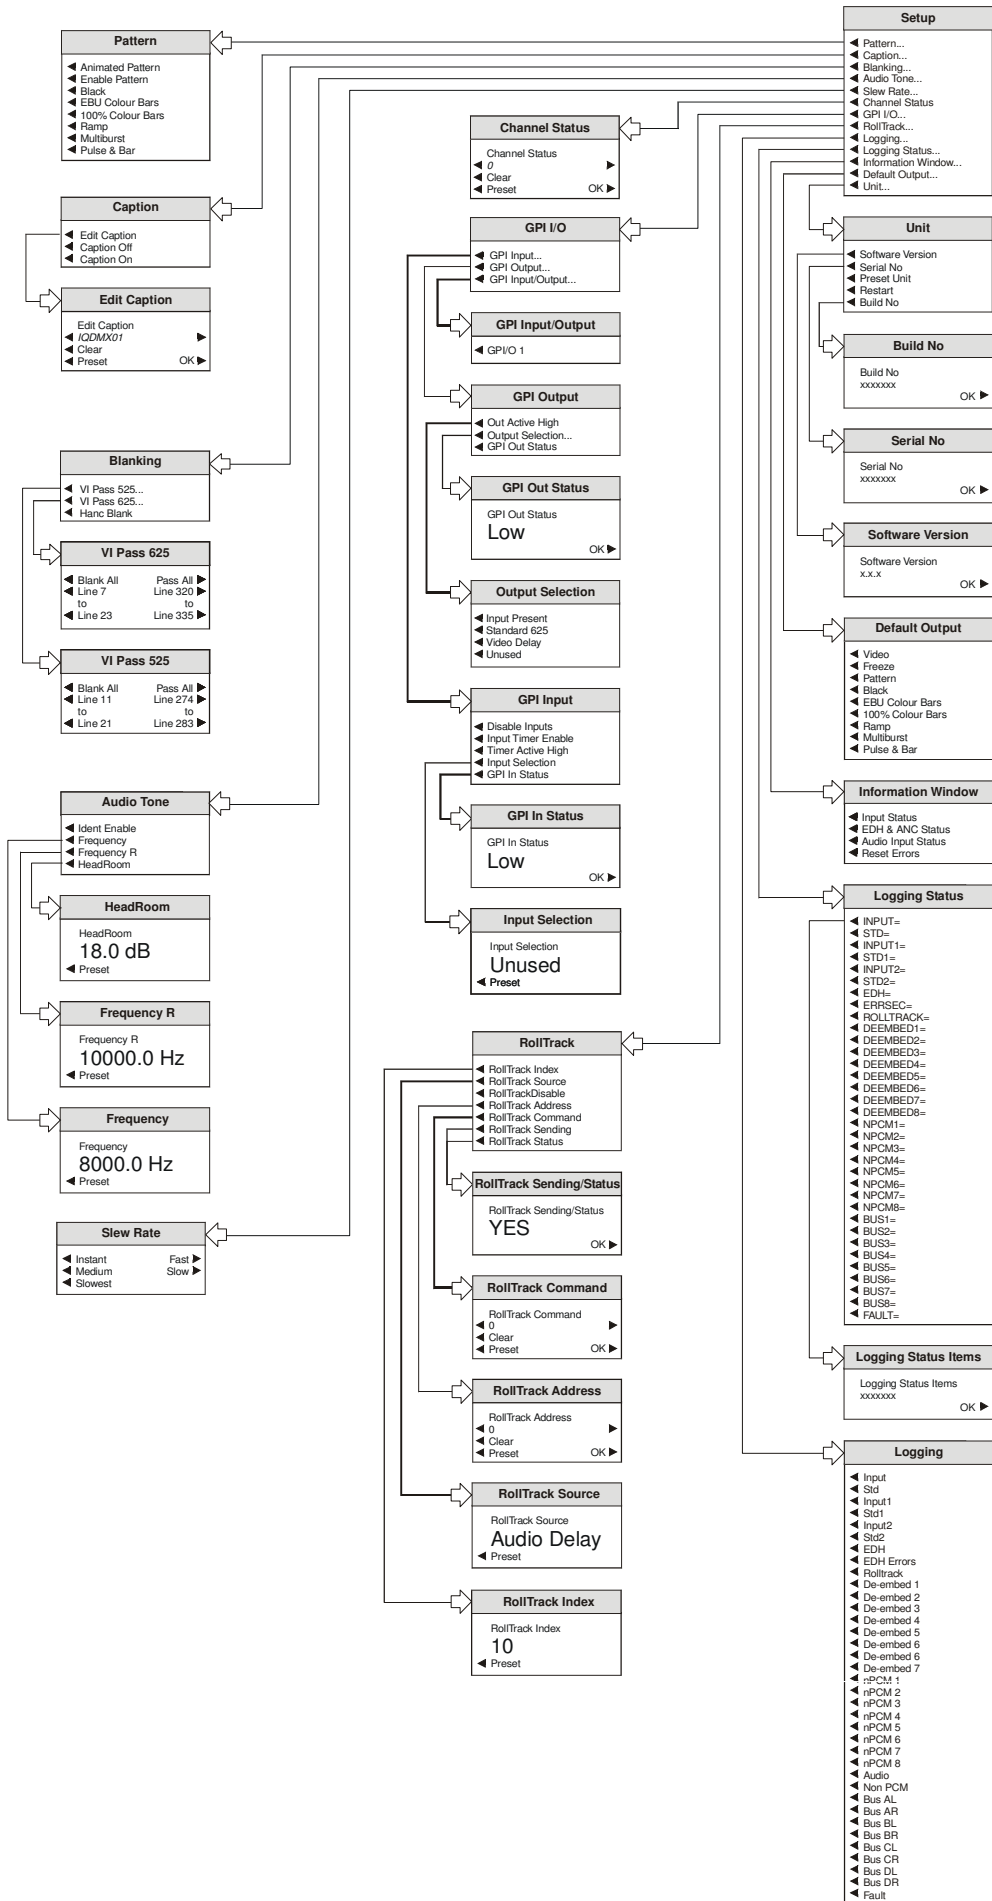 Setup
Pattern...
Caption...
Blanking...
Audio Tone...
Slew Rate...
Channel Status
GPI I/O...
RollTrack...
Logging...
Logging Status...
Information Window...
Default Output...
Unit...
Pattern
Animated Pattern
Enable Pattern
Black
EBU Colour Bars
100% Colour Bars
Ramp
Multiburst
Pulse & Bar
Caption
Edit Caption
Caption Off
Caption On
Edit Caption
Edit Caption
IQDMX01
Clear
Preset OK
Blanking
VI Pass 525...
VI Pass 625...
Hanc Blank
VI Pass 625
Blank All Pass All
Line 7 Line 320
to to
Line 23 Line 335
VI Pass 525
Blank All Pass All
Line 11 Line 274
to to
Line 21 Line 283
Audio Tone
Ident Enable
Frequency
Frequency R
HeadRoom
HeadRoom
HeadRoom
18.0 dB
Preset
Frequency R
Frequency R
10000.0 Hz
Preset
Frequency
Frequency
8000.0 Hz
Preset
Slew Rate
Instant Fast
Medium Slow
Slowest
Channel Status
Channel Status
0
Clear
Preset OK
GPI I/O
GPI Input...
GPI Output...
GPI Input/Output...
GPI Input/Output
GPI/O 1
GPI Output
Out Active High
Output Selection...
GPI Out Status
GPI Out Status
GPI Out Status
Low
OK
Output Selection
Input Present
Standard 625
Video Delay
Unused
GPI Input
Disable Inputs
Input Timer Enable
Timer Active High
Input Selection
GPI In Status
GPI In Status
GPI In Status
Low
OK
Input Selection
Input Selection
Unused
Preset
RollTrack
RollTrack Index
RollTrack Source
RollTrackDisable
RollTrack Address
RollTrack Command
RollTrack Sending
RollTrack Status
RollTrack Sending/Status
RollTrack Sending/Status
YES
OK
RollTrack Command
RollTrack Command
0
Clear
Preset OK
RollTrack Address
RollTrack Address
0
Clear
Preset OK
RollTrack Source
RollTrack Source
Audio Delay
Preset
RollTrack Index
RollTrack Index
10
Preset
Unit
Software Version
Serial No
Preset Unit
Restart
Build No
Build No
Build No
xxxxxxx
OK
Serial No
Serial No
xxxxxxx
OK
Software Version
Software Version
x.x.x
OK
Default Output
Video
Freeze
Pattern
Black
EBU Colour Bars
100% Colour Bars
Ramp
Multiburst
Pulse & Bar
Information Window
Input Status
EDH & ANC Status
Audio Input Status
Reset Errors
Logging Status
INPUT=
STD=
INPUT1=
STD1=
INPUT2=
STD2=
EDH=
ERRSEC=
ROLLTRACK=
DEEMBED1=
DEEMBED2=
DEEMBED3=
DEEMBED4=
DEEMBED5=
DEEMBED6=
DEEMBED7=
DEEMBED8=
NPCM1=
NPCM2=
NPCM3=
NPCM4=
NPCM5=
NPCM6=
NPCM7=
NPCM8=
BUS1=
BUS2=
BUS3=
BUS4=
BUS5=
BUS6=
BUS7=
BUS8=
FAULT=
Logging Status Items
Logging Status Items
xxxxxxx
OK
Logging
Input
Std
Input1
Std1
Input2
Std2
EDH
EDH Errors
Rolltrack
De-embed 1
De-embed 2
De-embed 3
De-embed 4
De-embed 5
De-embed 6
De-embed 6
De-embed 7
nPCM 1
nPCM 2
nPCM 3
nPCM 4
nPCM 5
nPCM 6
nPCM 7
nPCM 8
Audio
Non PCM
Bus AL
Bus AR
Bus BL
Bus BR
Bus CL
Bus CR
Bus DL
Bus DR
Fault